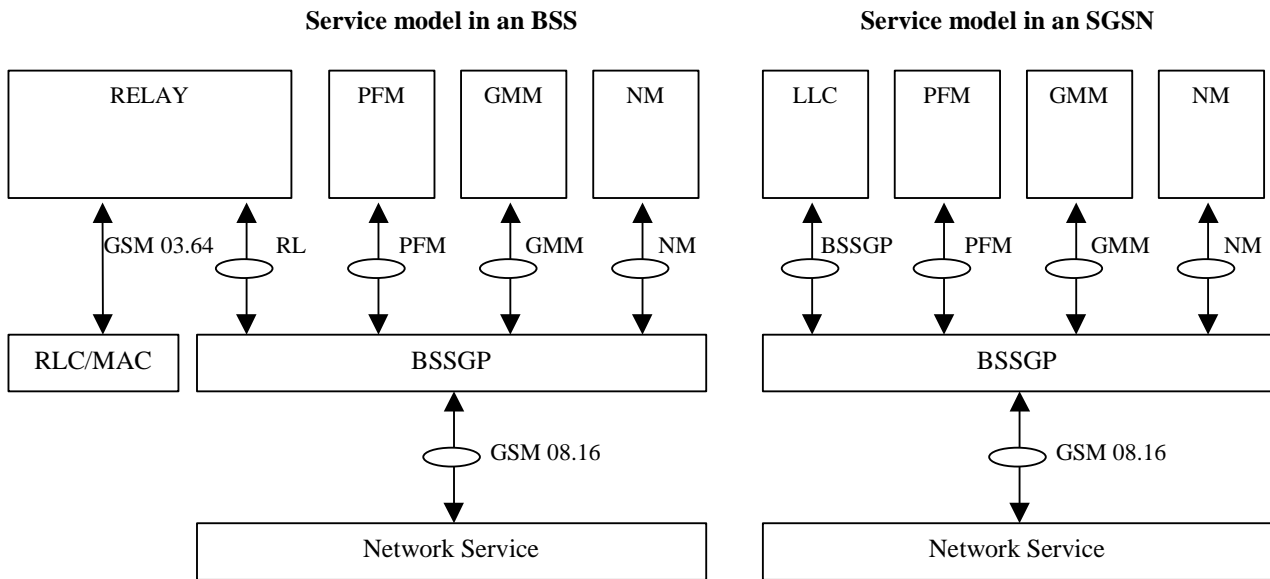 Service model in an BSS Service model in an SGSN
RELAY PFM GMM NM LLC PFM GMM NM
GSM 03.64 RL PFM GMM NM BSSGP PFM GMM NM
RLC/MAC BSSGP BSSGP
GSM 08.16 GSM 08.16
Network Service Network Service